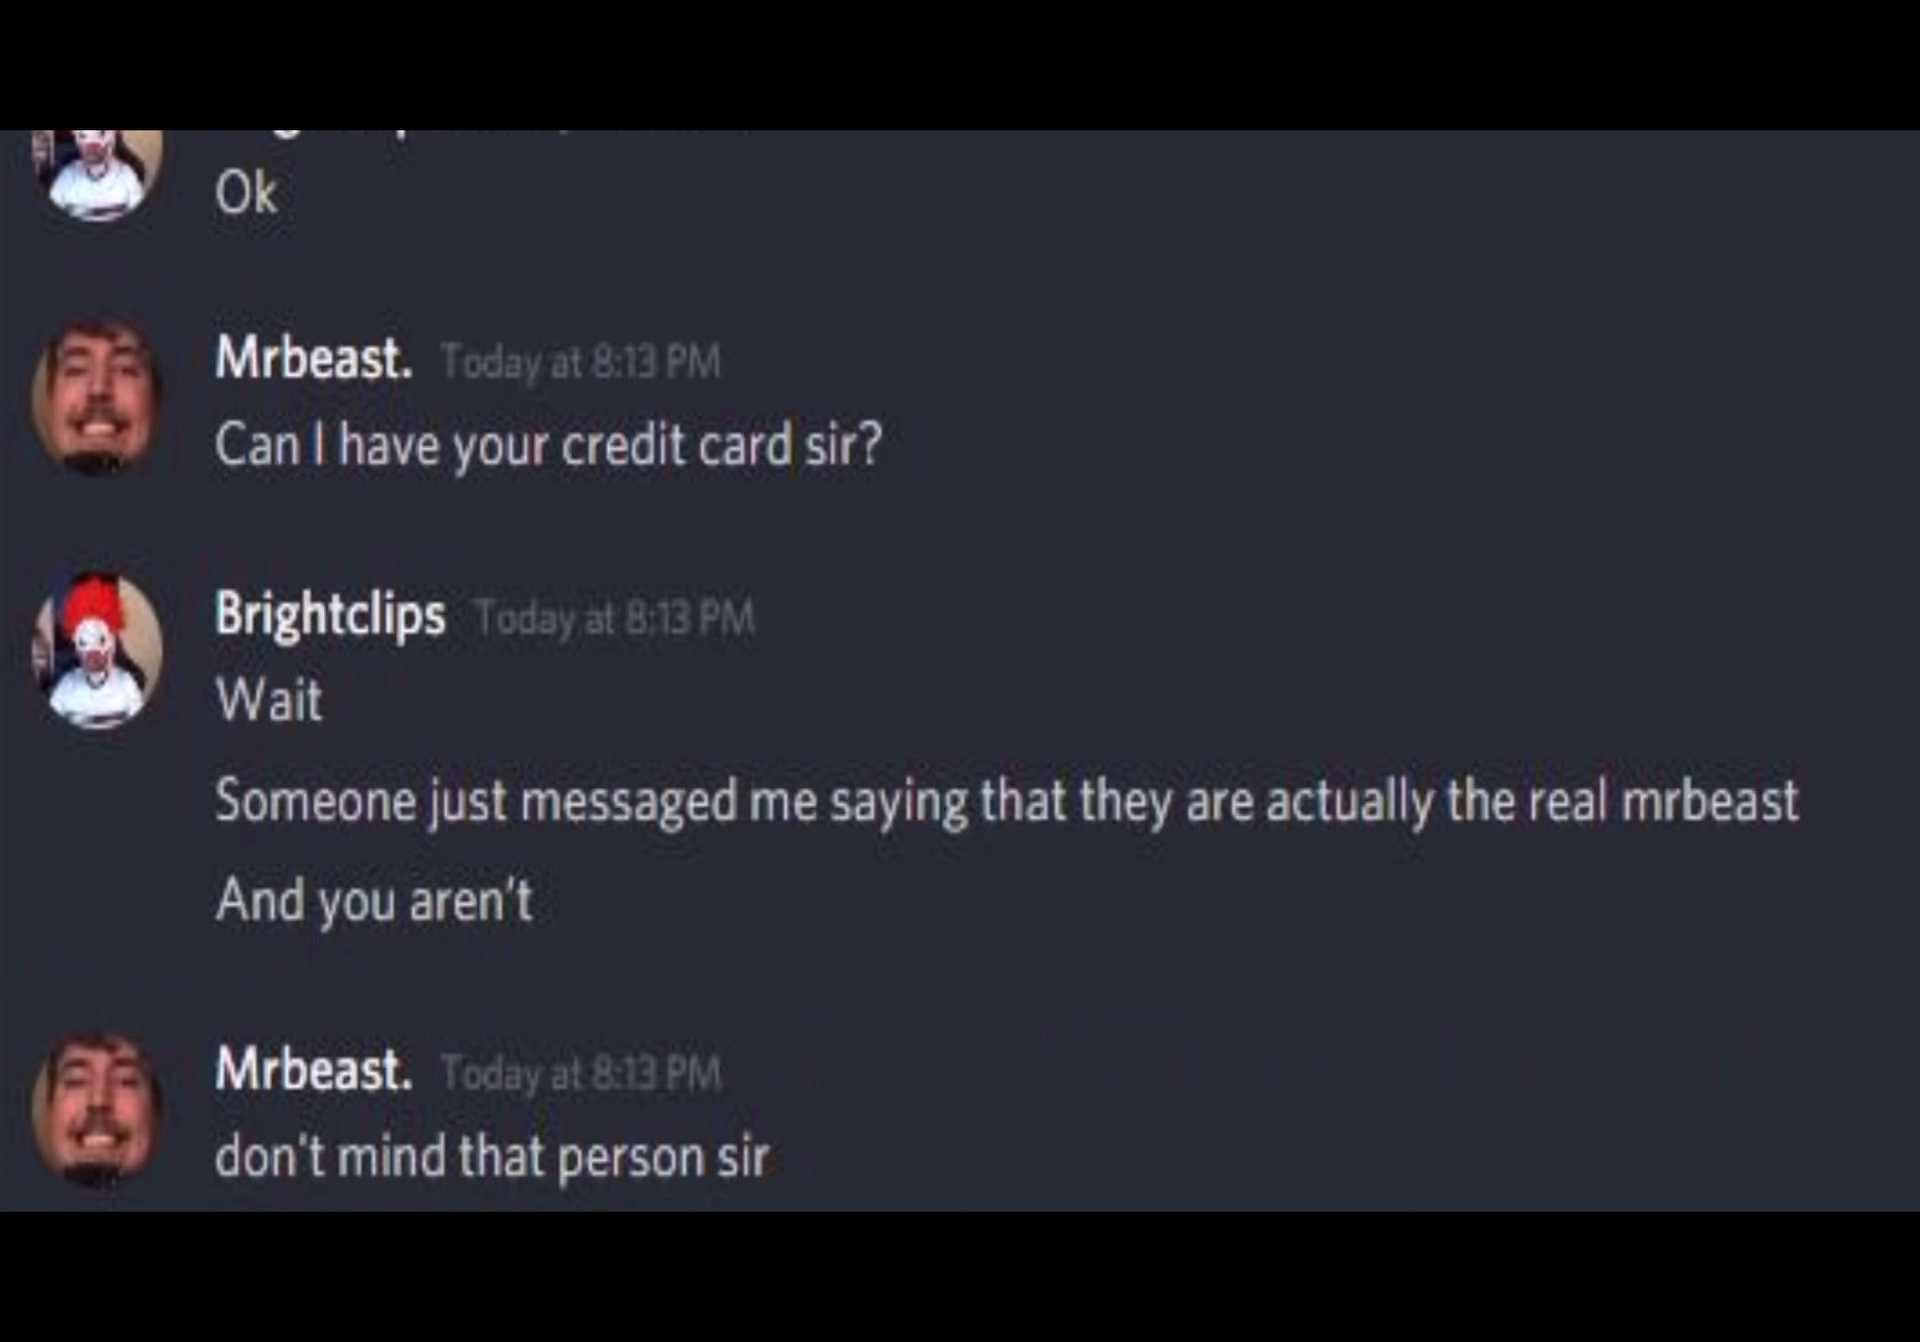 Ok
Mrbeast. Today at 8:13 PM
Can I have your credit card sir?
Brightclips Today at 8:13 PM
Wait
Someone just messaged me saying that they are actually the real mrbeast
And you aren't
Mrbeast. Today at 8:13 PM
don't mind that person sir